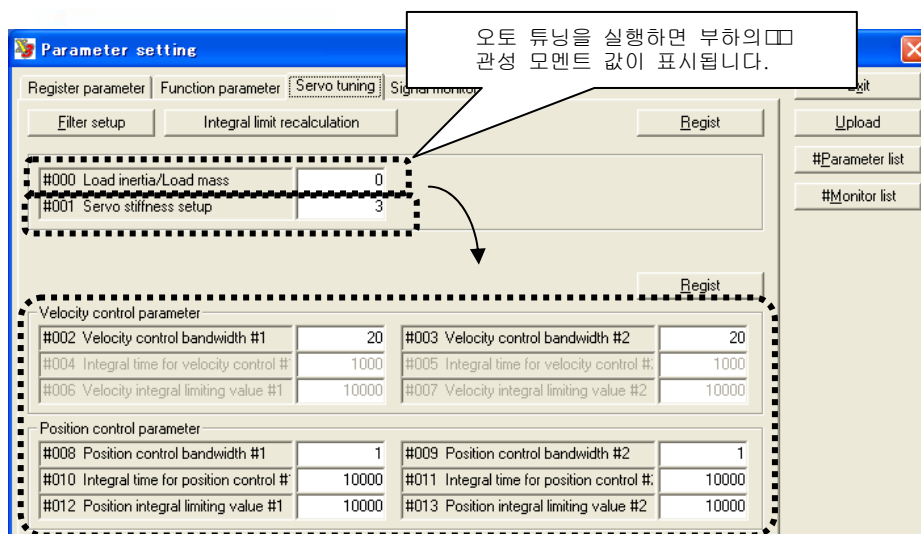 오토 튜닝을 실행하면 부하의□□
관성 모멘트 값이 표시됩니다.
Parameter setting
Register parameter Function parameter Servo tuning Signal monitor
Filter setup Integral limit recalculation Regist
Exit
Upload
#Parameter list
#Monitor list
#000 Load inertia/Load mass 0
#001 Servo stiffness setup 3
Regist
Velocity control parameter
#002 Velocity control bandwidth #1 20 #003 Velocity control bandwidth #2 20
#004 Integral time for velocity control # 1000 #005 Integral time for velocity control #. 1000
#006 Velocity integral limiting value #1 10000 #007 Velocity integral limiting value #2 10000
Position control parameter
#008 Position control bandwidth #1 1 #009 Position control bandwidth #2 1
#010 Integral time for position control # 10000 #011 Integral time for position control #. 10000
#012 Position integral limiting value #1 10000 #013 Position integral limiting value #2 10000